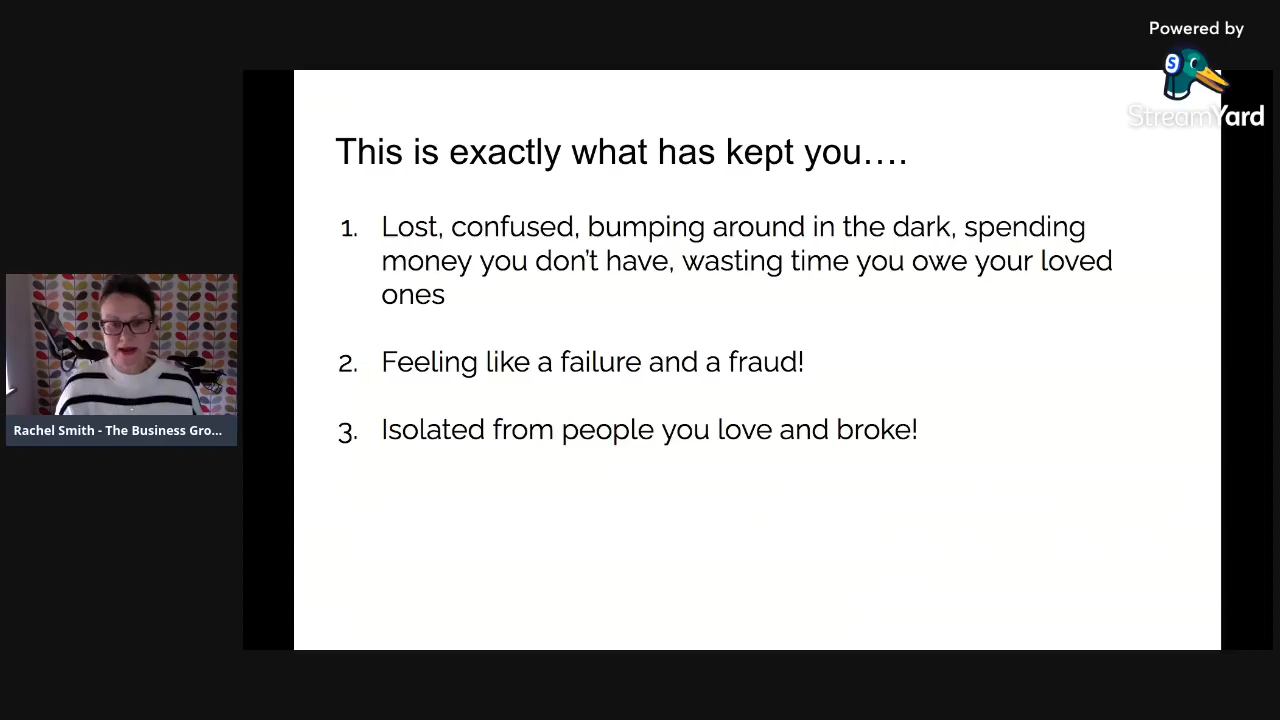 Powered by
StreamYard
This is exactly what has kept you….
1. Lost, confused, bumping around in the dark, spending
money you don't have, wasting time you owe your loved
ones
2. Feeling like a failure and a fraud!
3. Isolated from people you love and broke!
Rachel Smith - The Business Gro...